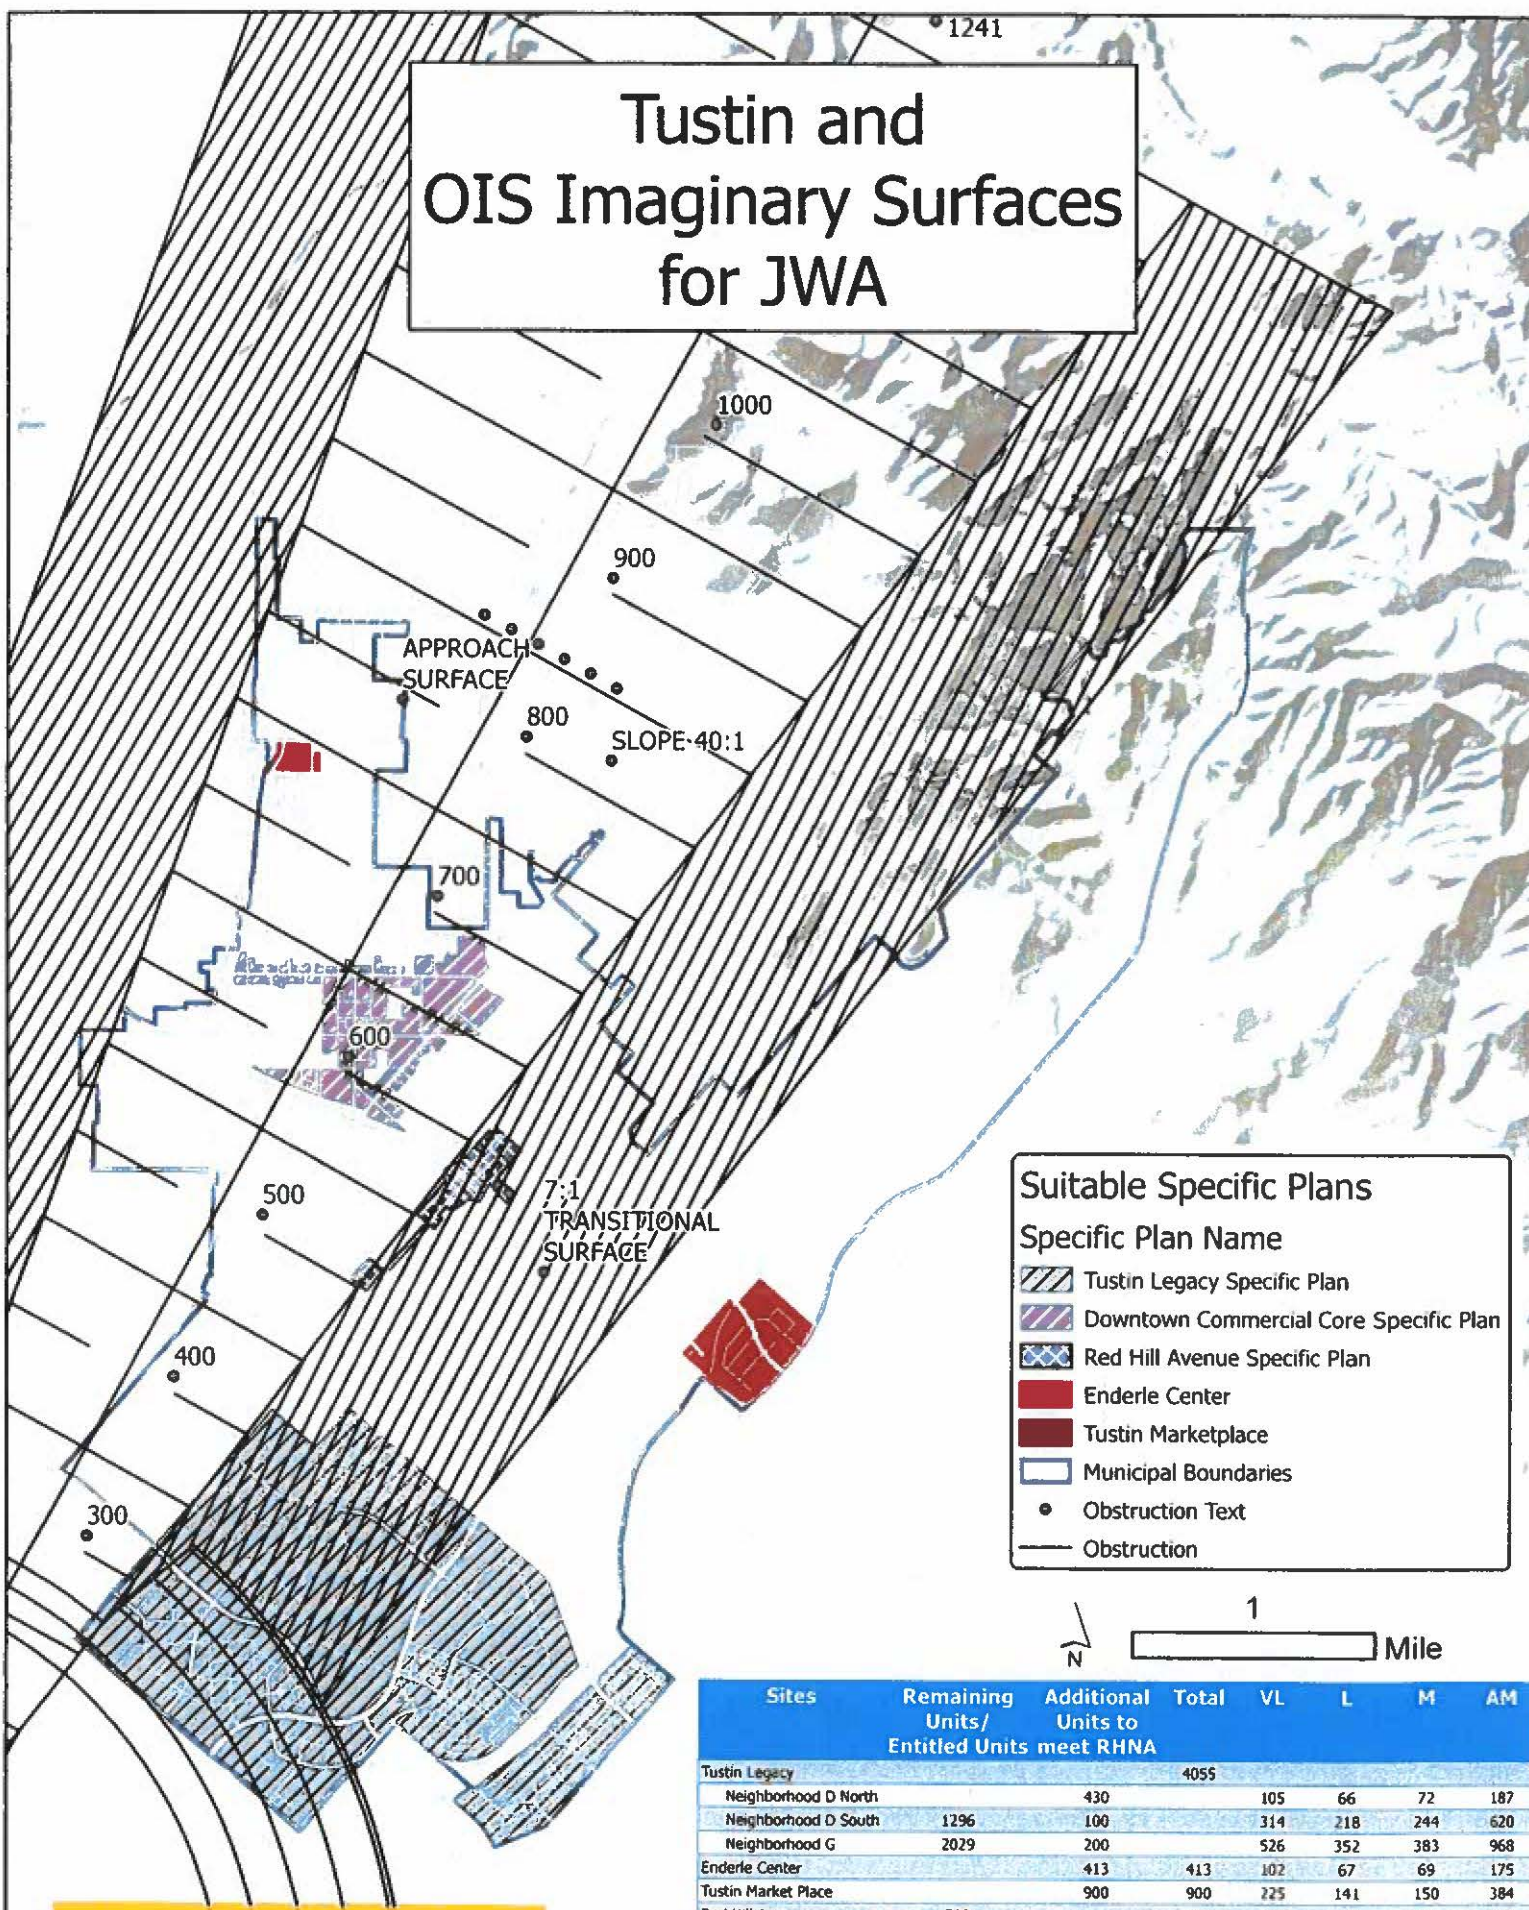 1241
Tustin and
OIS Imaginary Surfaces
for JWA
1000
900
APPROACH
SURFACE
800
SLOPE-40:1
700
600
500
7:1
TRANSITIONAL
SURFACE
400
300
Suitable Specific Plans
Specific Plan Name
Tustin Legacy Specific Plan
Downtown Commercial Core Specific Plan
Red Hill Avenue Specific Plan
Enderle Center
Tustin Marketplace
Municipal Boundaries
Obstruction Text
Obstruction
N
1
Mile
Sites Remaining Units/ Entitled Units Additional Units to meet RHNA Total VL L M AM
Tustin Legacy 4055
Neighborhood D North 430 105 66 72 187
Neighborhood D South 1296 100 314 218 244 620
Neighborhood G 2029 200 526 352 383 968
Enderle Center 413 413 102 67 69 175
Tustin Market Place 900 900 225 141 150 384